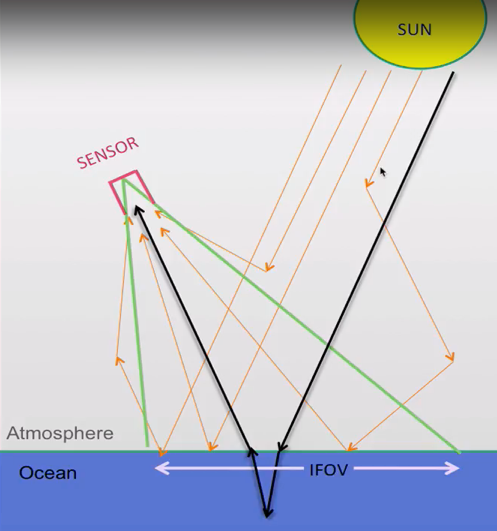 SUN
SENSOR
Atmosphere
Ocean
IFOV